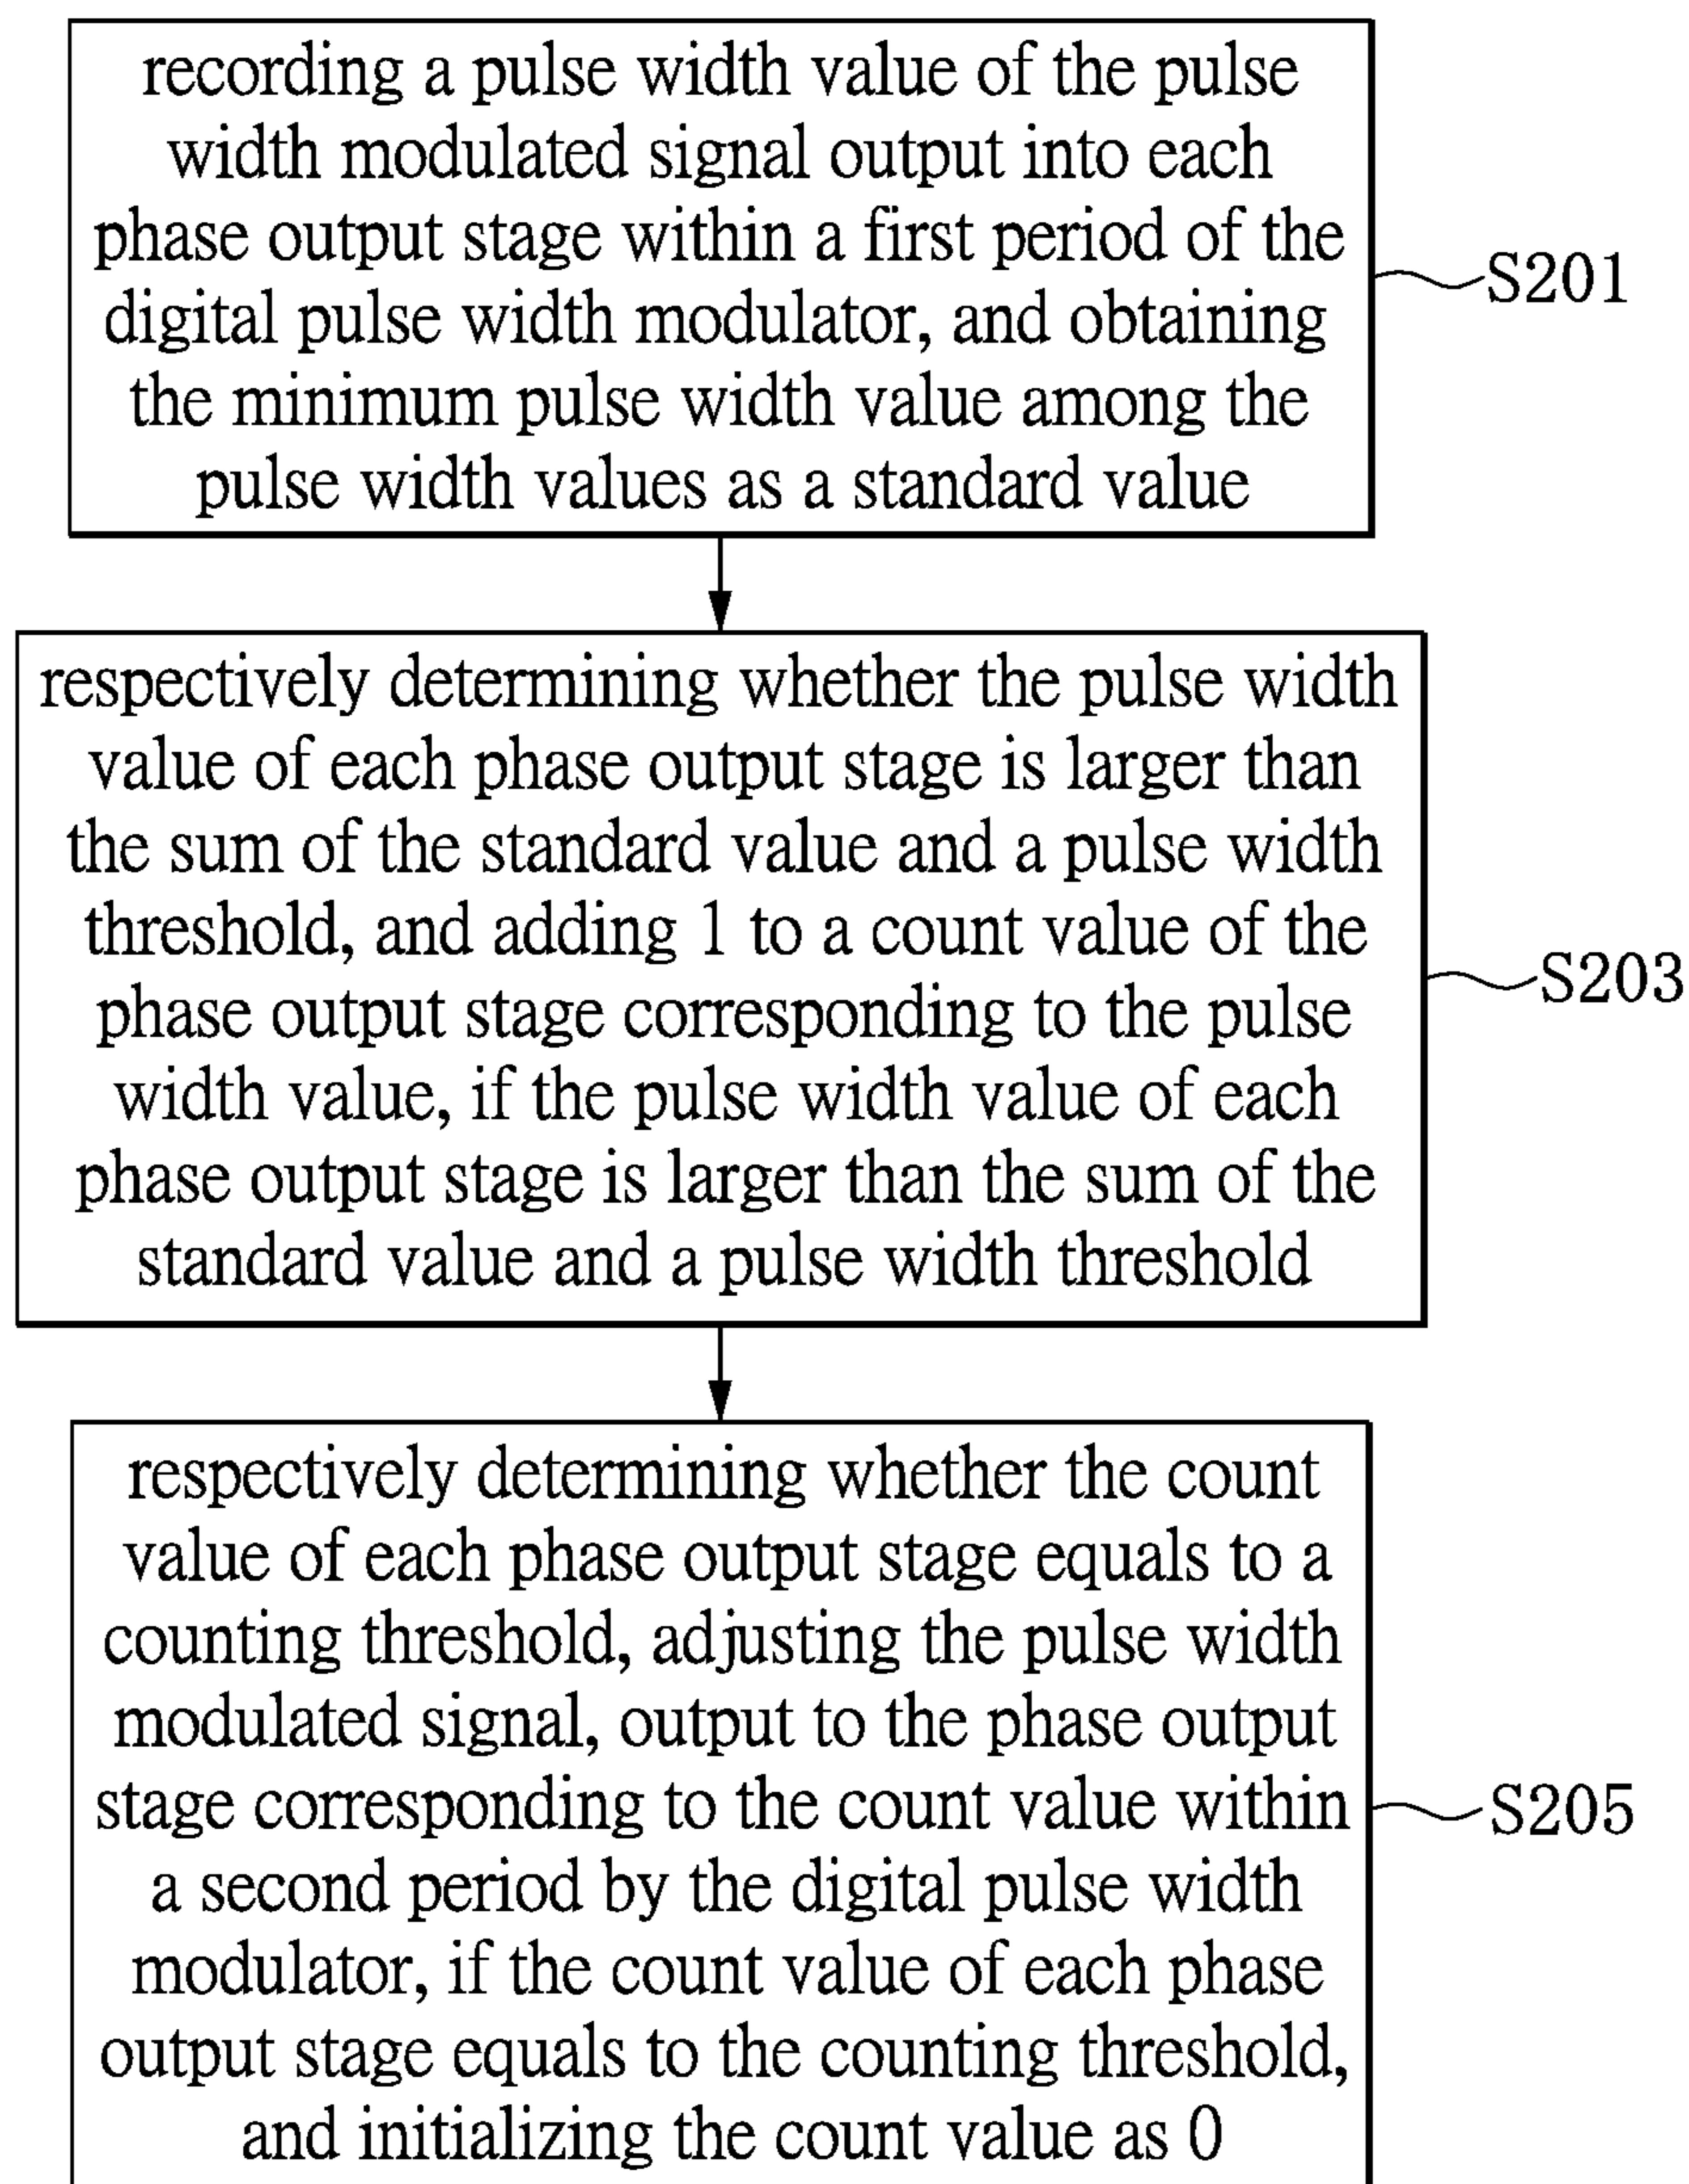 recording a pulse width value of the pulse
width modulated signal output into each
phase output stage within a first period of the
digital pulse width modulator, and obtaining
the minimum pulse width value among the
pulse width values as a standard value
S201
respectively determining whether the pulse width
value of each phase output stage is larger than
the sum of the standard value and a pulse width
threshold, and adding 1 to a count value of the
phase output stage corresponding to the pulse
width value, if the pulse width value of each
phase output stage is larger than the sum of the
standard value and a pulse width threshold
S203
respectively determining whether the count
value of each phase output stage equals to a
counting threshold, adjusting the pulse width
modulated signal, output to the phase output
stage corresponding to the count value within
a second period by the digital pulse width
modulator, if the count value of each phase
output stage equals to the counting threshold,
and initializing the count value as 0
S205